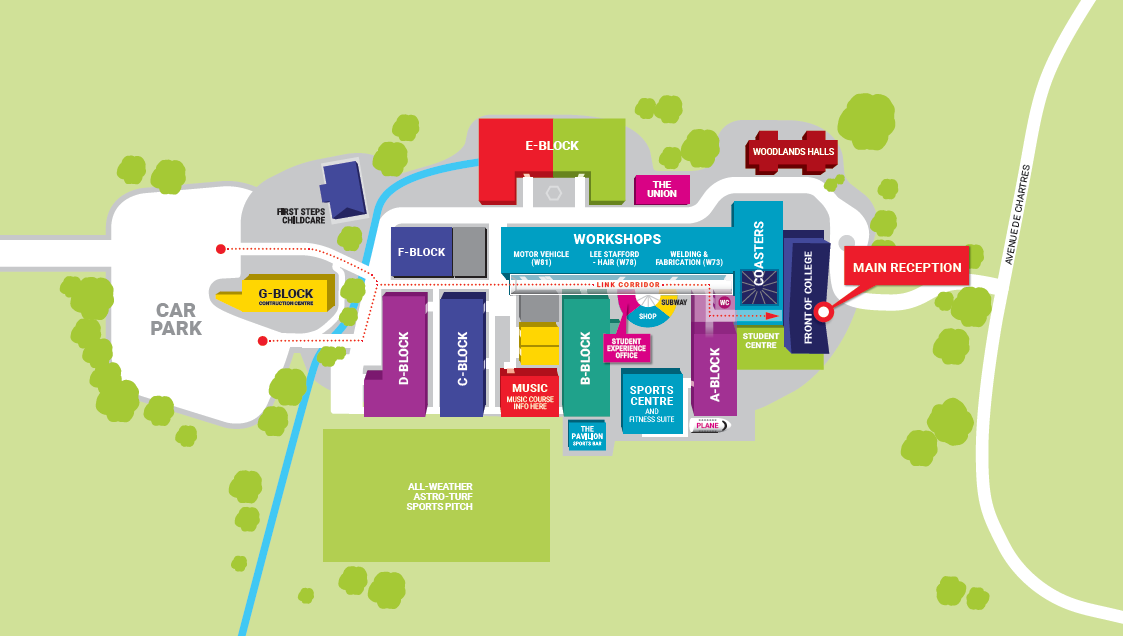 E-BLOCK
WOODLANDS HALLS
THE
UNION
FIRST STEPS
CHILDCARE
AVENUE DE CHARTRES
F-BLOCK
WORKSHOPS
MOTOR VEHICLE
(W81)
LEE STAFFORD
- HAIR (W78)
WELDING &
FABRICATION (W73)
COASTERS
FRONT OF COLLEGE
MAIN RECEPTION
LINK CORRIDOR
G-BLOCK
CONTRUCTION CENTRE
CAR
PARK
SUBWAY
WC
SHOP
STUDENT
EXPERIENCE
OFFICE
STUDENT
CENTRE
D-BLOCK
C-BLOCK
B-BLOCK
A-BLOCK
MUSIC
MUSIC COURSE
INFO HERE
SPORTS
CENTRE
AND
FITNESS SUITE
PLANE
THE
PAVILION
SPORTS BAR
ALL-WEATHER
ASTRO-TURF
SPORTS PITCH